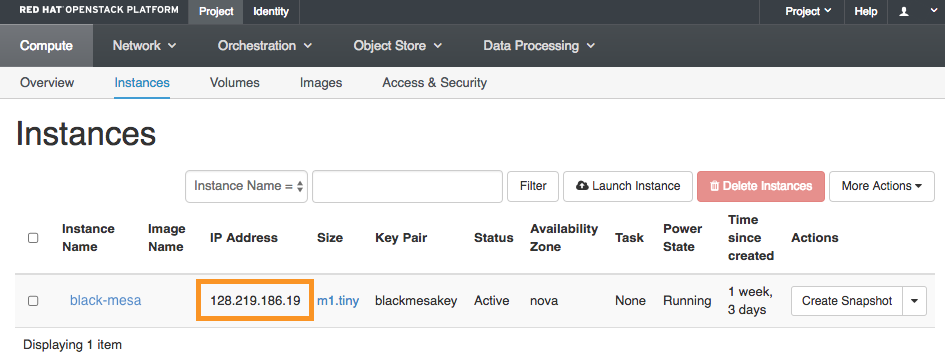 RED HAT OPENSTACK PLATFORM Project Identity Project Help
Compute Network Orchestration Object Store Data Processing
Overview Instances Volumes Images Access & Security
Instances
Instance Name = Filter Launch Instance Delete Instances More Actions
Instance Name Image Name IP Address Size Key Pair Status Availability Zone Task Power State Time since created Actions
black-mesa 128.219.186.19 m1.tiny blackmesakey Active nova None Running 1 week, 3 days Create Snapshot
Displaying 1 item